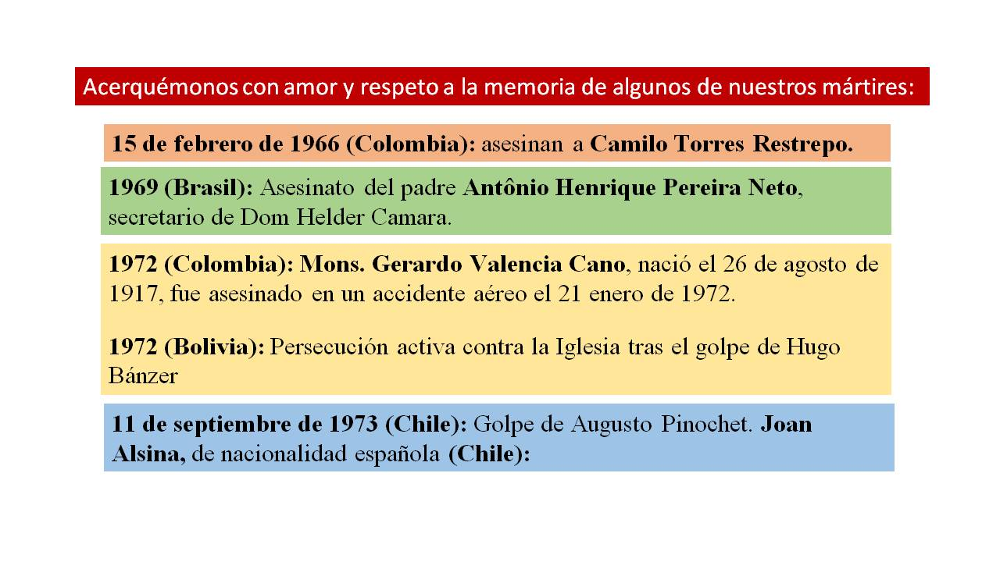 Acerquémonos con amor y respeto a la memoria de algunos de nuestros mártires:
15 de febrero de 1966 (Colombia): asesinan a Camilo Torres Restrepo.
1969 (Brasil): Asesinato del padre Antônio Henrique Pereira Neto,
secretario de Dom Helder Camara.
1972 (Colombia): Mons. Gerardo Valencia Cano, nació el 26 de agosto de
1917, fue asesinado en un accidente aéreo el 21 enero de 1972.
1972 (Bolivia): Persecución activa contra la Iglesia tras el golpe de Hugo
Bánzer
11 de septiembre de 1973 (Chile): Golpe de Augusto Pinochet. Joan
Alsina, de nacionalidad española (Chile):